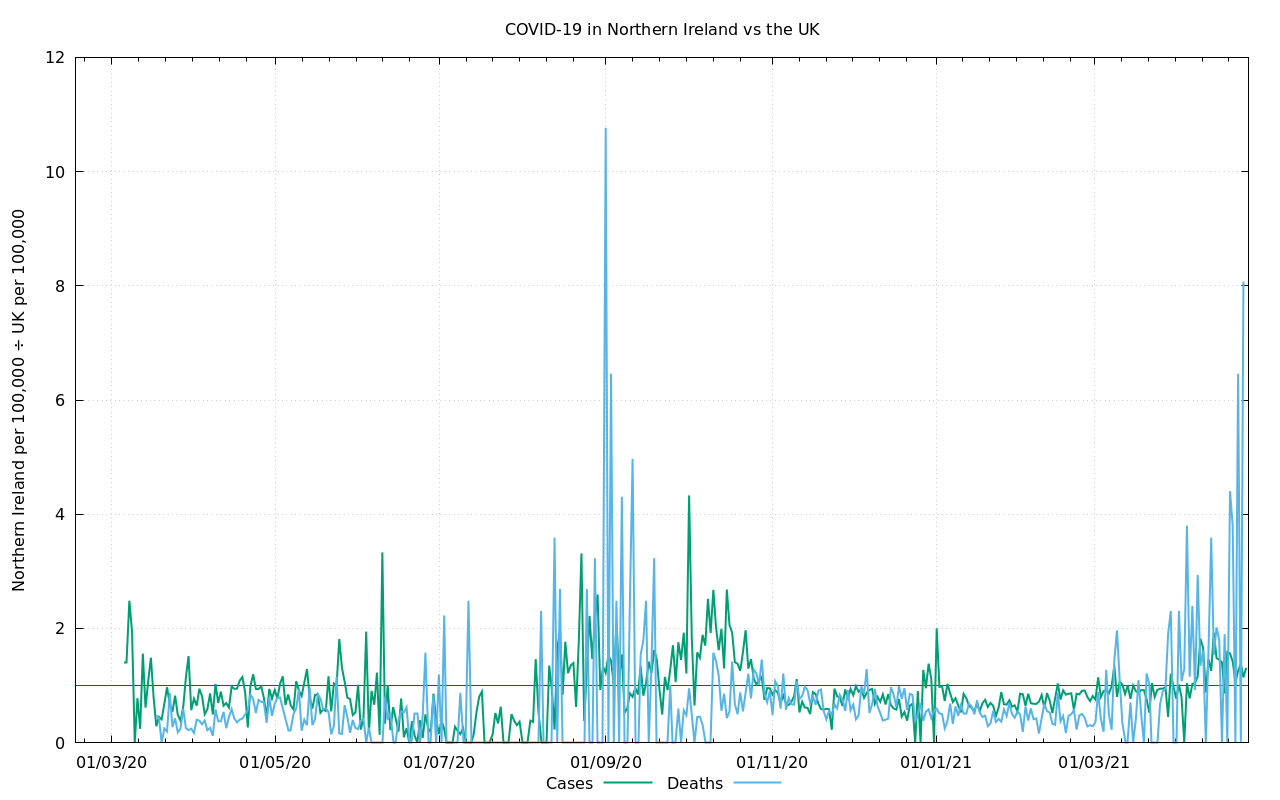 COVID-19 in Northern Ireland vs the UK
Northern Ireland per 100,000 ÷ UK per 100,000
12
10
8
6
4
2
0
01/03/20 01/05/20 01/07/20 01/09/20 01/11/20 01/01/21 01/03/21
Cases Deaths